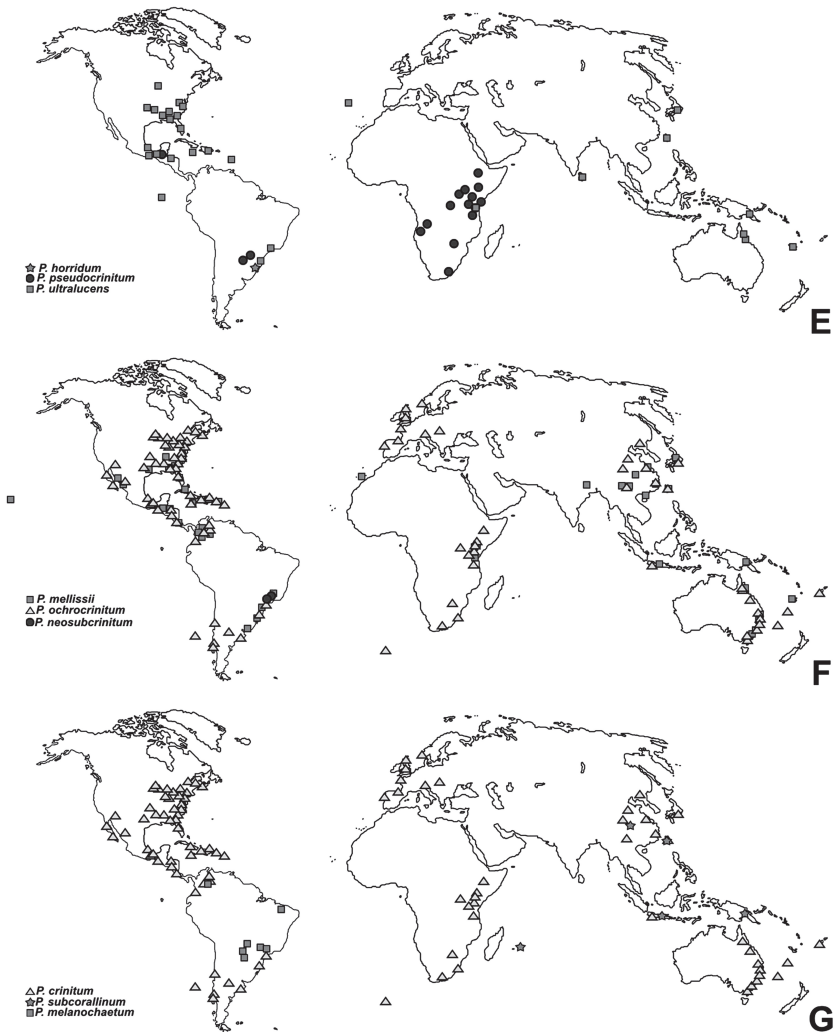 P. horridum
P. pseudocrinitum
P. ultralucens
E
P. mellissii
P. ochrocrinitum
P. neosubcrinitum
F
P. crinitum
P. subcorallinum
P. melanochaetum
G